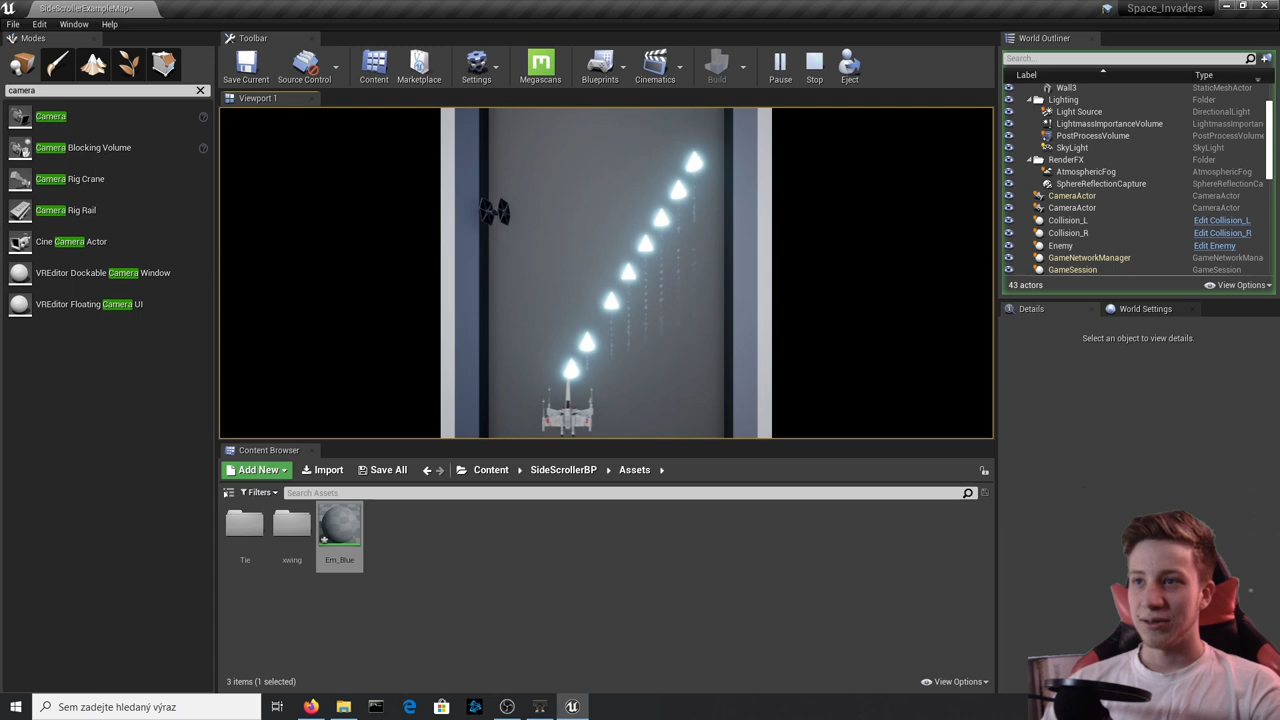 SideScrollerExampleMap*
Space_Invaders
File Edit Window Help
Modes
Toolbar
World Outliner
Save Current
Source Control
Content
Marketplace
Settings
Megascans
Blueprints
Cinematics
Build
Pause
Stop
Eject
Search...
Label Type
camera
Viewport 1
Wall3 StaticMeshActor
Lighting Folder
Light Source DirectionalLight
LightmassImportanceVolume LightmassImportan
PostProcessVolume PostProcessVolume
SkyLight SkyLight
RenderFX Folder
AtmosphericFog AtmosphericFog
SphereReflectionCapture SphereReflectionCa
CameraActor CameraActor
CameraActor CameraActor
Collision_L Edit Collision_L
Collision_R Edit Collision_R
Enemy Edit Enemy
GameNetworkManager GameNetworkMana
GameSession GameSession
43 actors View Options
Camera
Camera Blocking Volume
Camera Rig Crane
Camera Rig Rail
Cine Camera Actor
VREditor Dockable Camera Window
VREditor Floating Camera UI
Details
World Settings
Select an object to view details.
Content Browser
Add New Import Save All Content SideScrollerBP Assets
Filters Search Assets
Tie xwing Em_Blue
3 items (1 selected) View Options
Sem zadejte hledaný výraz